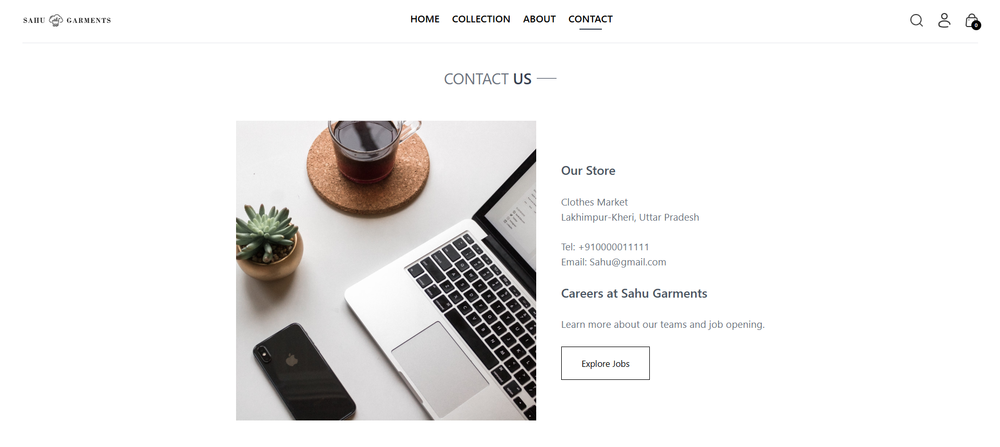 SAHU GARMENTS
HOME COLLECTION ABOUT CONTACT
0
CONTACT US
Our Store
Clothes Market
Lakhimpur-Kheri, Uttar Pradesh
Tel: +910000011111
Email: Sahu@gmail.com
Careers at Sahu Garments
Learn more about our teams and job opening.
Explore Jobs